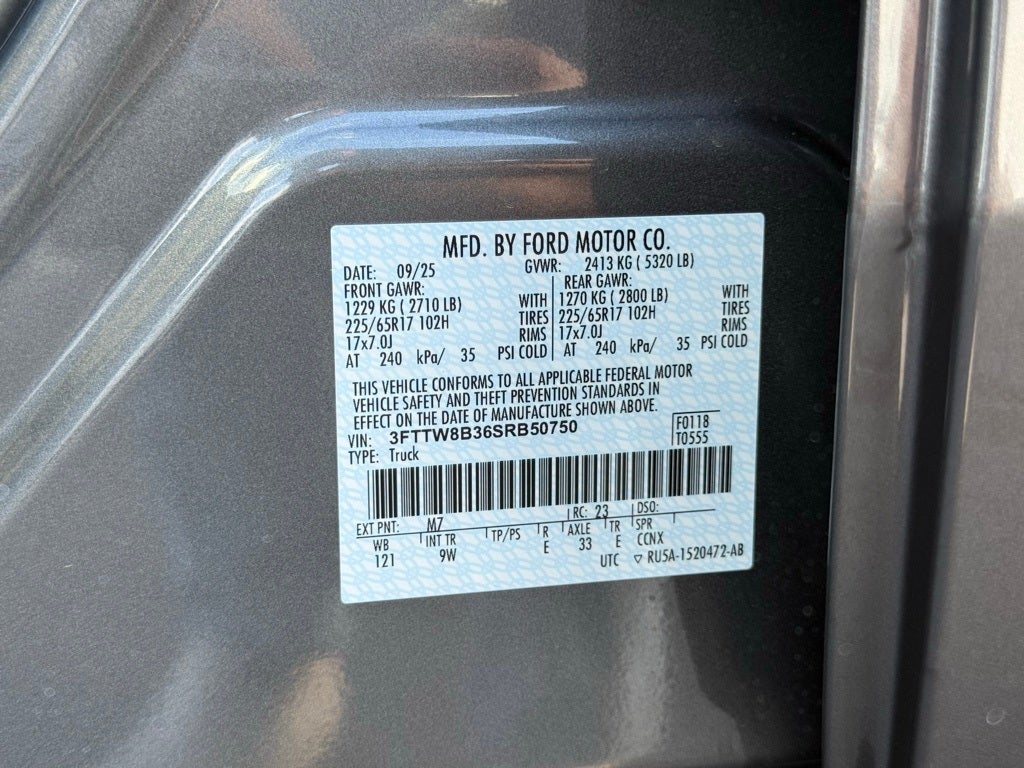 MFD. BY FORD MOTOR CO.
DATE: 09/25 GVWR: 2413 KG ( 5320 LB)
FRONT GAWR: REAR GAWR:
1229 KG ( 2710 LB) WITH 1270 KG ( 2800 LB) WITH
225/65R17 102H TIRES 225/65R17 102H TIRES
17x7.0J RIMS 17x7.0J RIMS
AT 240 kPa/ 35 PSI COLD AT 240 kPa/ 35 PSI COLD
THIS VEHICLE CONFORMS TO ALL APPLICABLE FEDERAL MOTOR
VEHICLE SAFETY AND THEFT PREVENTION STANDARDS IN
EFFECT ON THE DATE OF MANUFACTURE SHOWN ABOVE.
VIN: 3FTTW8B36SRB50750 F0118
TYPE: Truck T0555
EXT PNT: M7 RC: 23 DSO:
WB INT TR TP/PS R AXLE TR SPR
121 9W E 33 E CCNX
UTC ▽ RU5A-1520472-AB